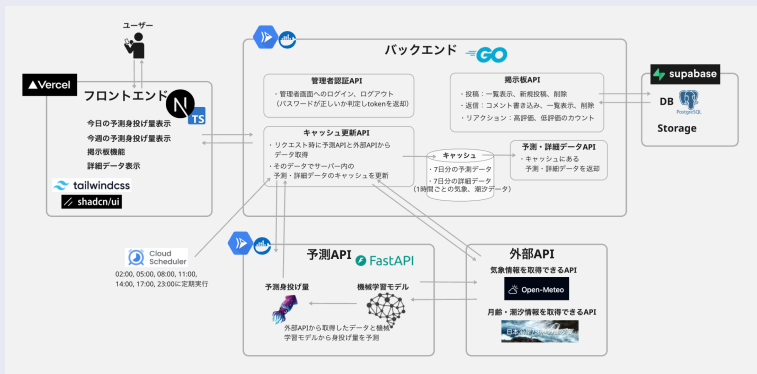 ユーザー
Vercel
フロントエンド
TS
今日の予測身投げ量表示
今週の予測身投げ量表示
掲示板機能
詳細データ表示
tailwindcss
shadcn/ui
バックエンド
GO
管理者認証API
・管理者画面へのログイン、ログアウト
（パスワードが正しいか判定しtokenを返却）
掲示板API
・投稿：一覧表示、新規投稿、削除
・返信：コメント書き込み、一覧表示、削除
・リアクション：高評価、低評価のカウント
キャッシュ更新API
・リクエスト時に予測APIと外部APIから
データ取得
・そのデータでサーバー内の
予測・詳細データのキャッシュを更新
キャッシュ
・7日分の予測データ
・7日分の詳細データ
（1時間ごとの気象、潮汐データ）
予測・詳細データAPI
・キャッシュにある
予測・詳細データを返却
supabase
DB
PostgreSQL
Storage
Cloud
Scheduler
02:00, 05:00, 08:00, 11:00,
14:00, 17:00, 23:00に定期実行
予測API
FastAPI
予測身投げ量
機械学習モデル
外部APIから取得したデータと機械
学習モデルから身投げ量を予測
外部API
気象情報を取得できるAPI
Open-Meteo
月齢・潮汐情報を取得できるAPI